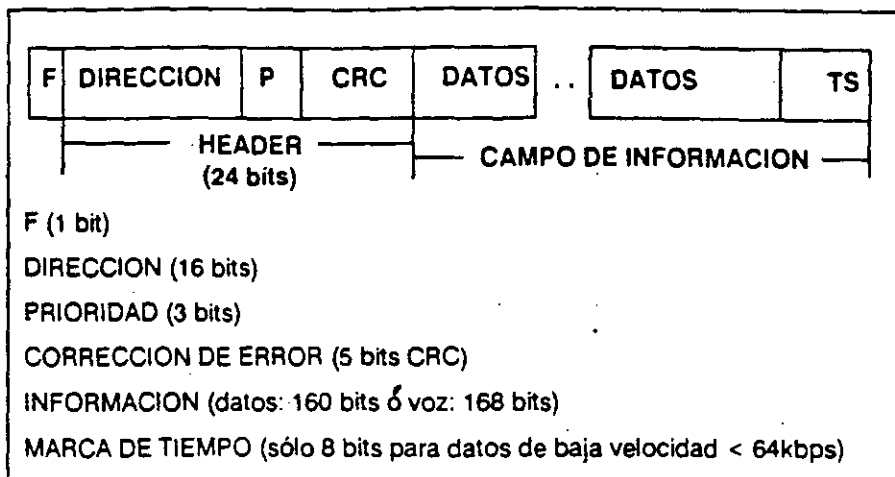 F DIRECCION P CRC DATOS .. DATOS TS
HEADER CAMPO DE INFORMACION
(24 bits)
F (1 bit)
DIRECCION (16 bits)
PRIORIDAD (3 bits)
CORRECCION DE ERROR (5 bits CRC)
INFORMACION (datos: 160 bits ó voz: 168 bits)
MARCA DE TIEMPO (sólo 8 bits para datos de baja velocidad < 64kbps)